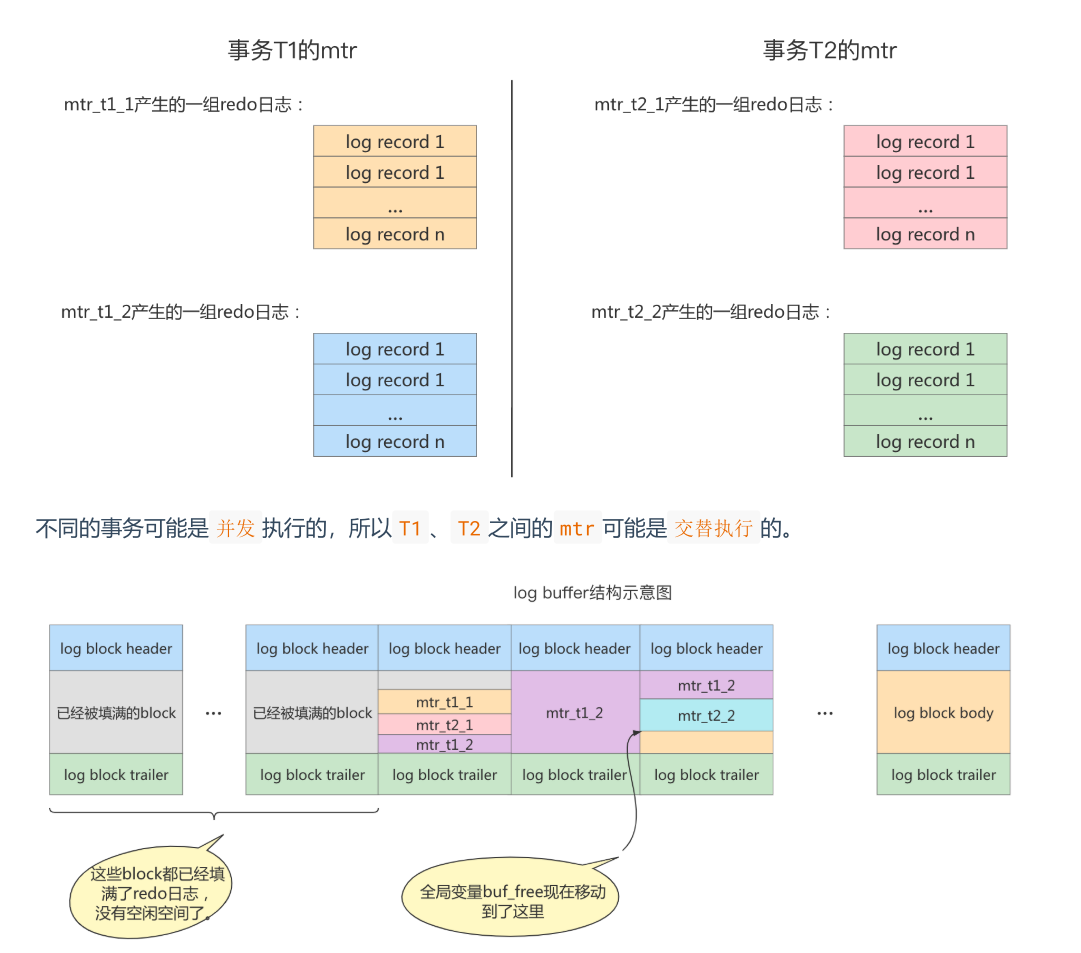 事务T1的mtr
事务T2的mtr
mtr_t1_1产生的一组redo日志：
mtr_t2_1产生的一组redo日志：
log record 1
log record 1
...
log record n
log record 1
log record 1
...
log record n
mtr_t1_2产生的一组redo日志：
mtr_t2_2产生的一组redo日志：
log record 1
log record 1
...
log record n
log record 1
log record 1
...
log record n
不同的事务可能是 并发 执行的，所以 T1 、 T2 之间的 mtr 可能是 交替执行 的。
log buffer结构示意图
log block header
log block header
log block header
log block header
log block header
log block header
已经被填满的block
...
已经被填满的block
mtr_t1_1
mtr_t2_1
mtr_t1_2
mtr_t1_2
mtr_t1_2
mtr_t2_2
...
log block body
log block trailer
log block trailer
log block trailer
log block trailer
log block trailer
log block trailer
这些block都已经填
满了redo日志，
没有空闲空间了。
全局变量buf_free现在移动
到了这里